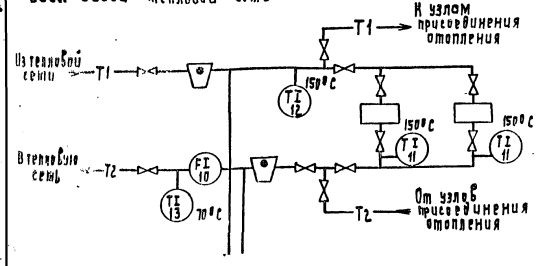 К узлам
присоединения
отопления
Т1
Из тепловой
сети
Т1
150°С
TI
12
150°С
TI
11
150°С
TI
11
В тепловую
сеть
Т2
FI
10
TI
13
70°С
Т2
От узлов
присоединения
отопления